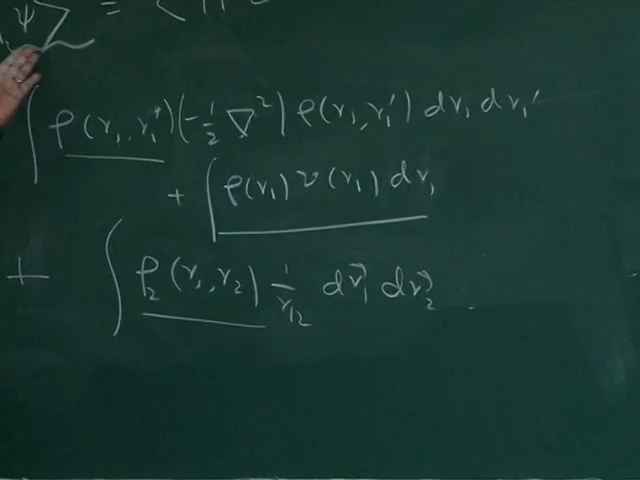 ψ⟩ = ⟨
∫ ρ(r₁, r₁') (-½ ∇²) ρ(r₁, r₁') dr₁ dr₁'
+ ∫ ρ(r₁) v(r₁) dr₁
+ ∫ ρ₂(r₁, r₂) 1/r₁₂ dr⃗₁ dr⃗₂